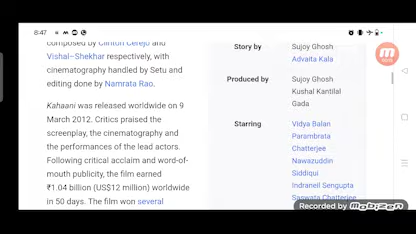 8:47
composed by Clinton Cerejo and
Vishal–Shekhar respectively, with
cinematography handled by Setu and
editing done by Namrata Rao.
Kahaani was released worldwide on 9
March 2012. Critics praised the
screenplay, the cinematography and
the performances of the lead actors.
Following critical acclaim and word-of-
mouth publicity, the film earned
₹1.04 billion (US$12 million) worldwide
in 50 days. The film won several
Story by
Sujoy Ghosh
Advaita Kala
Produced by
Sujoy Ghosh
Kushal Kantilal
Gada
Starring
Vidya Balan
Parambrata
Chatterjee
Nawazuddin
Siddiqui
Indraneil Sengupta
Saswata Chatterjee
Recorded by
mobizen